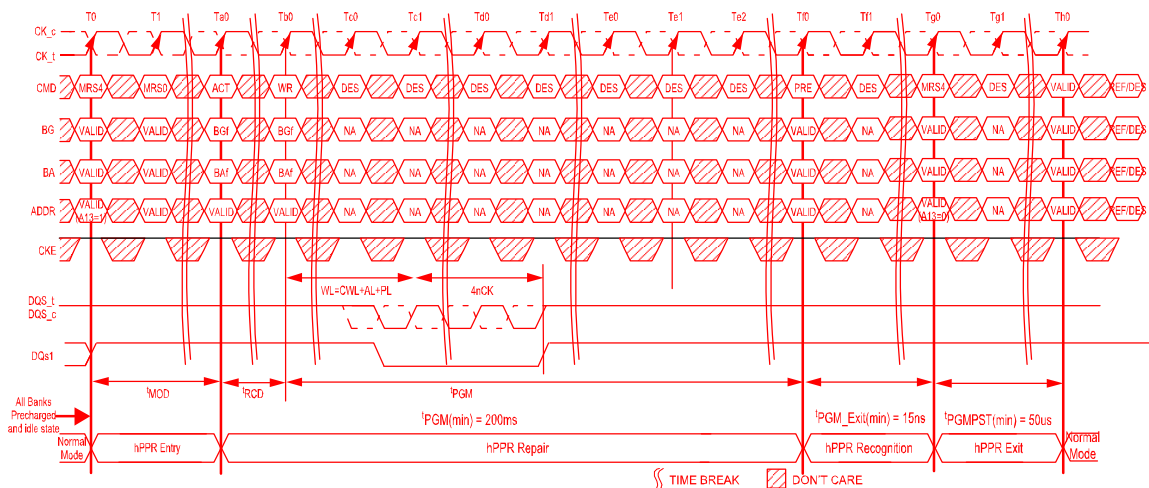 T0 T1 Ta0 Tb0 Tc0 Tc1 Td0 Td1 Te0 Te1 Te2 Tf0 Tf1 Tg0 Tg1 Th0
CK_c
CK_t
CMD MRS4 MRS0 ACT WR DES DES DES DES DES DES DES PRE DES MRS4 DES VALID REF/DES
BG VALID VALID BGf BGf NA NA NA NA NA NA NA VALID NA VALID NA VALID REF/DES
BA VALID VALID BAf BAf NA NA NA NA NA NA NA VALID NA VALID NA VALID REF/DES
ADDR VALID (A13=1) VALID VALID VALID NA NA NA NA NA NA NA VALID NA VALID (A13=0) NA VALID REF/DES
CKE
WL=CWL+AL+PL 4nCK
DQS_t
DQS_c
DQs1
tMOD tRCD tPGM
All Banks
Precharged
and idle state
tPGM(min) = 200ms tPGM_Exit(min) = 15ns tPGMPST(min) = 50us
Normal
Mode
hPPR Entry hPPR Repair hPPR Recognition hPPR Exit
Normal
Mode
TIME BREAK DON'T CARE